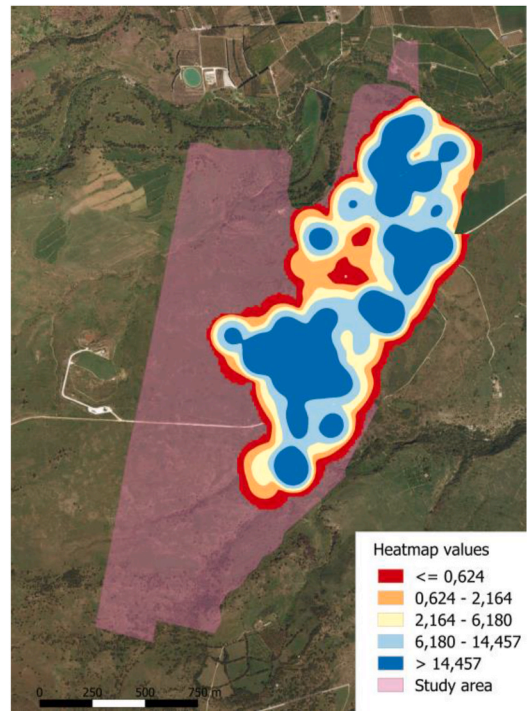 Heatmap values
<= 0,624
0,624 - 2,164
2,164 - 6,180
6,180 - 14,457
> 14,457
Study area
0 250 500 750 m